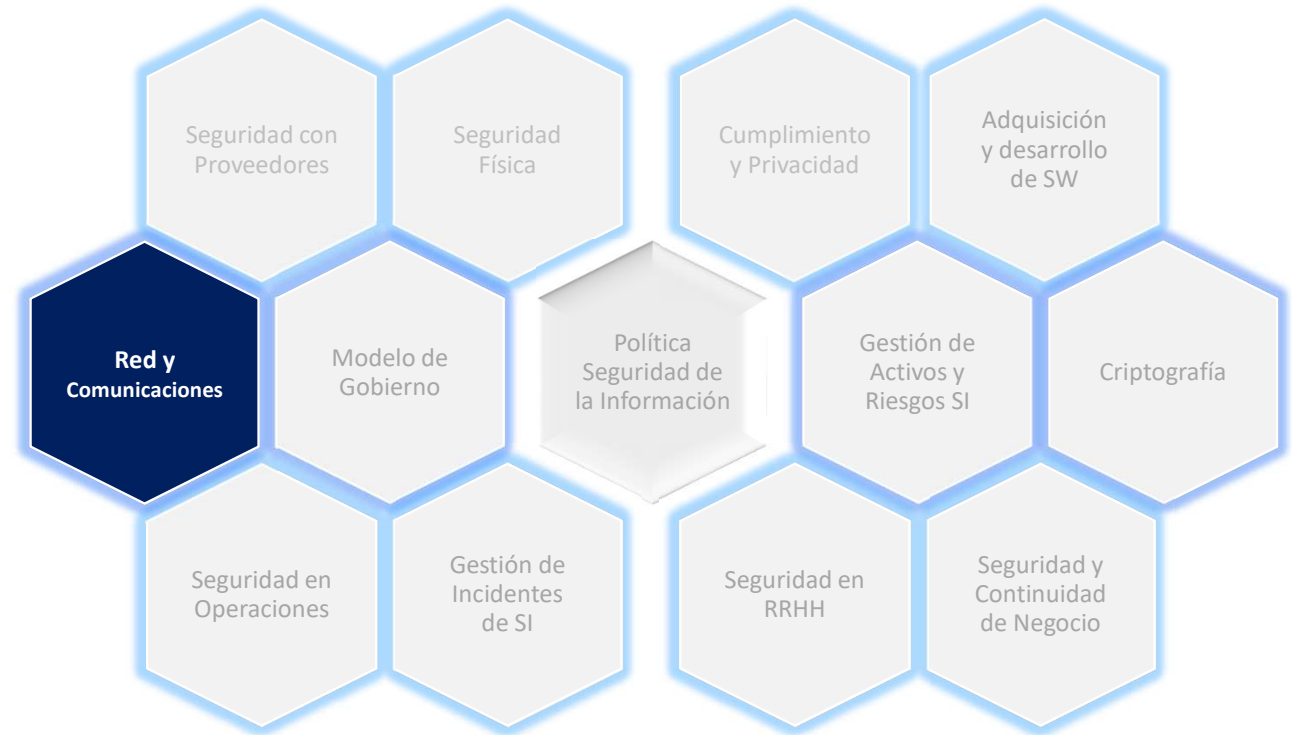 Seguridad con
Proveedores
Seguridad
Física
Cumplimiento
y Privacidad
Adquisición
y desarrollo
de SW
Red y
Comunicaciones
Modelo de
Gobierno
Política
Seguridad de
la Información
Gestión de
Activos y
Riesgos SI
Criptografía
Seguridad en
Operaciones
Gestión de
Incidentes
de SI
Seguridad en
RRHH
Seguridad y
Continuidad
de Negocio